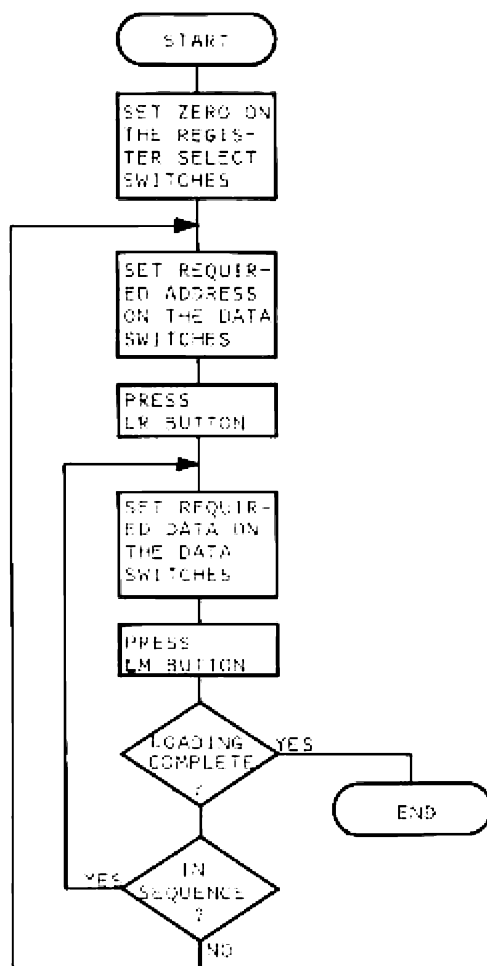 START
SET ZERO ON
THE REGIS-
TER SELECT
SWITCHES
SET REQUIR-
ED ADDRESS
ON THE DATA
SWITCHES
PRESS
LR BUTTON
SET REQUIR-
ED DATA ON
THE DATA
SWITCHES
PRESS
LM BUTTON
LOADING
COMPLETE
?
YES
END
IN
SEQUENCE
?
YES
NO